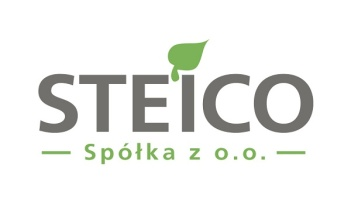 STEICO
— Spółka z o.o. —